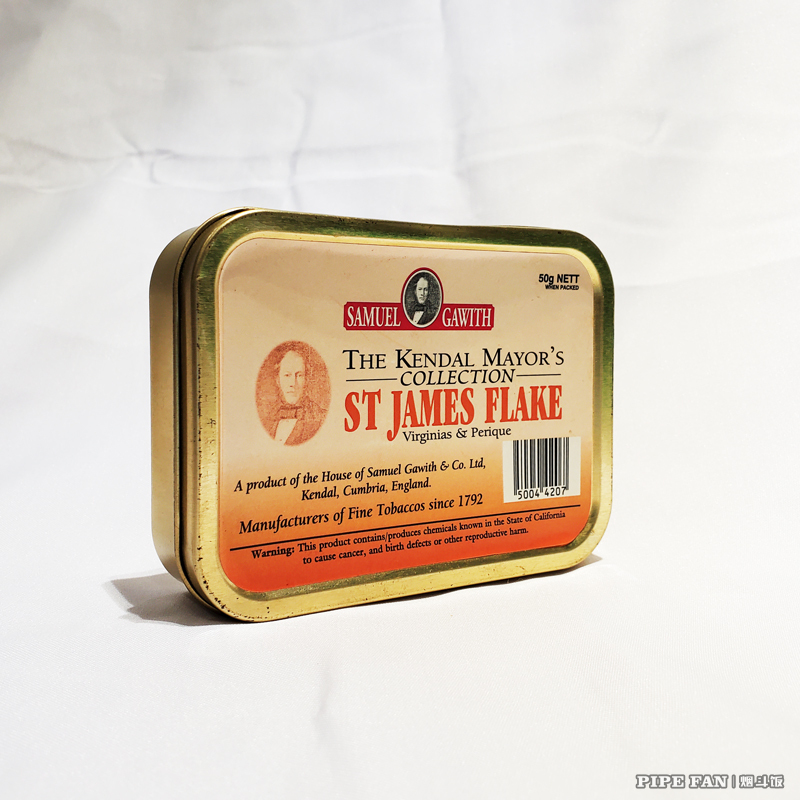 50g NETT
WHEN PACKED
SAMUEL GAWITH
THE KENDAL MAYOR'S
COLLECTION
ST JAMES FLAKE
Virginias & Perique
A product of the House of Samuel Gawith & Co. Ltd,
Kendal, Cumbria, England.
5004 4207
Manufacturers of Fine Tobaccos since 1792
Warning: This product contains/produces chemicals known in the State of California
to cause cancer, and birth defects or other reproductive harm.
PIPE FAN | 烟斗饭